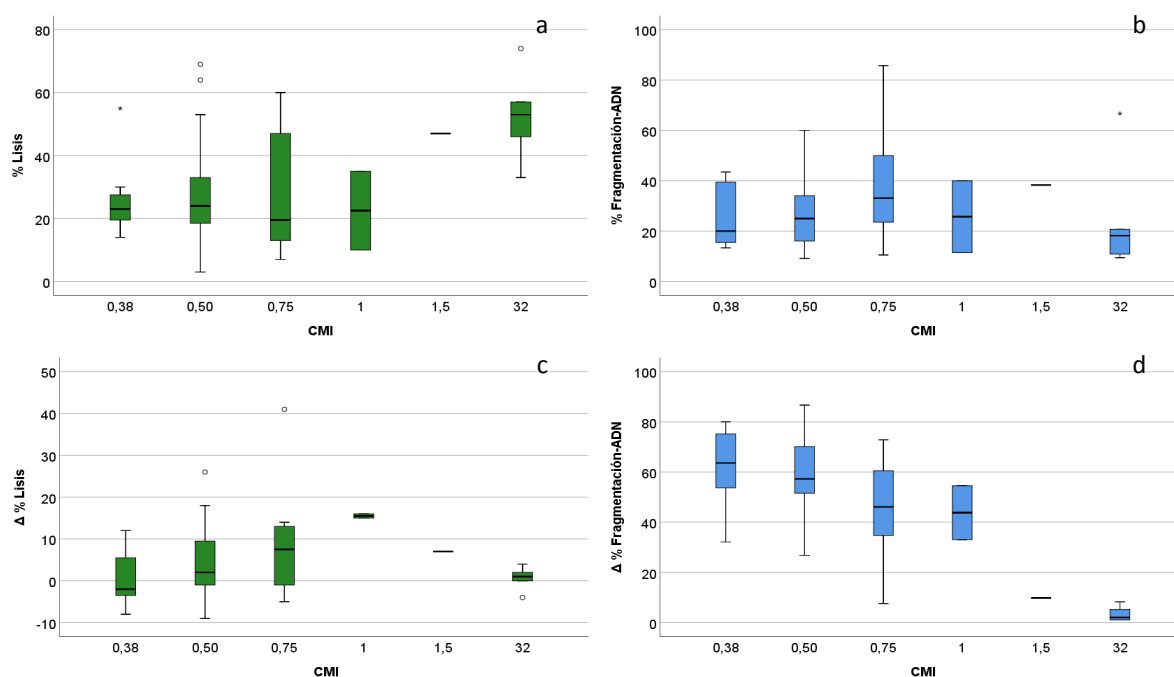 a
80
60
40
20
0
% Lisis
0,38 0,50 0,75 1 1,5 32
CMI
b
100
80
60
40
20
0
% Fragmentación-ADN
0,38 0,50 0,75 1 1,5 32
CMI
c
50
40
30
20
10
0
-10
Δ % Lisis
0,38 0,50 0,75 1 1,5 32
CMI
d
100
80
60
40
20
0
Δ % Fragmentación-ADN
0,38 0,50 0,75 1 1,5 32
CMI